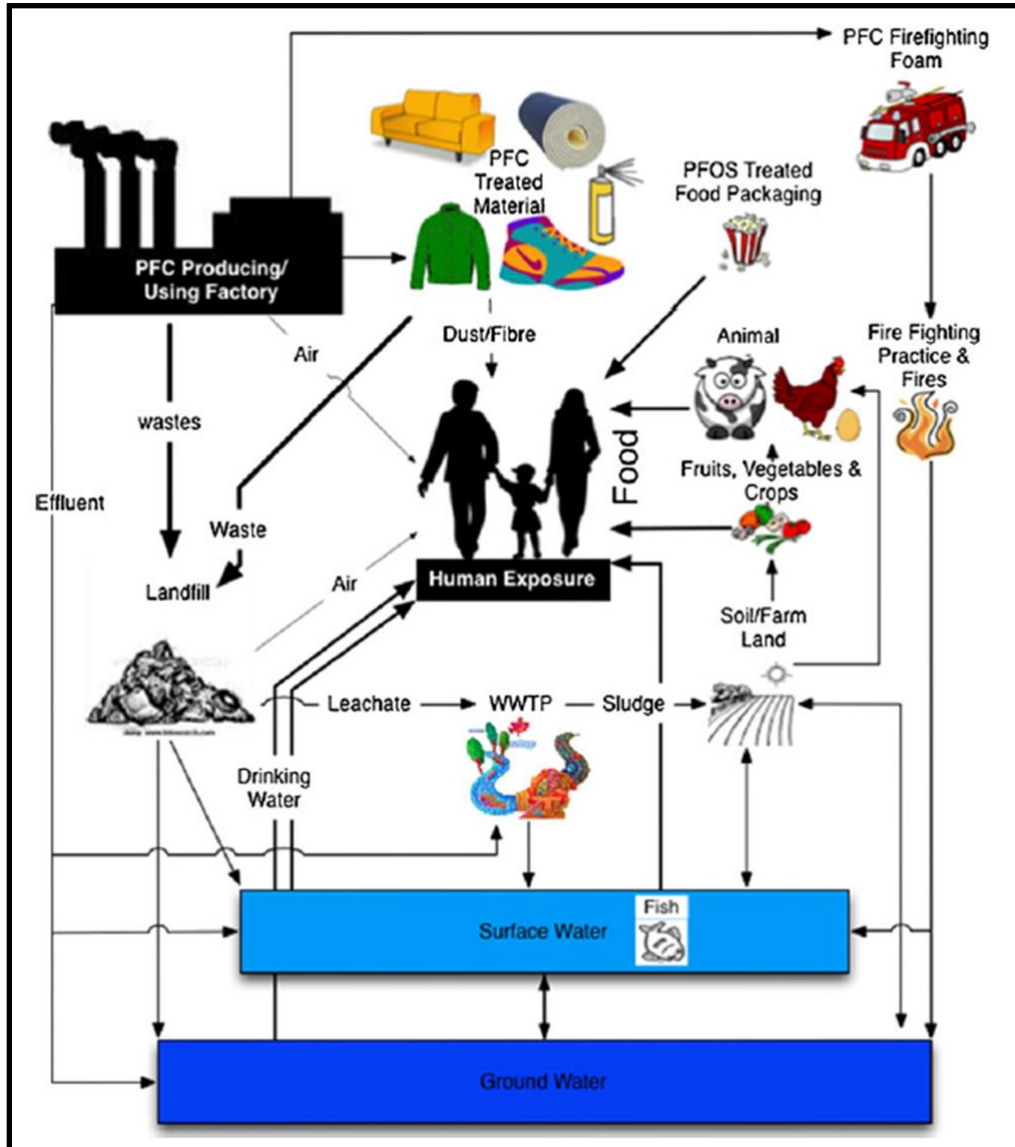 PFC Firefighting
Foam
PFC
Treated
Material
PFOS Treated
Food Packaging
PFC Producing/
Using Factory
Air
Dust/Fibre
Animal
Fire Fighting
Practice &
Fires
wastes
Food
Fruits, Vegetables &
Crops
Effluent
Waste
Landfill
Air
Human Exposure
Soil/Farm
Land
Leachate
WWTP
Sludge
Drinking
Water
Fish
Surface Water
Ground Water